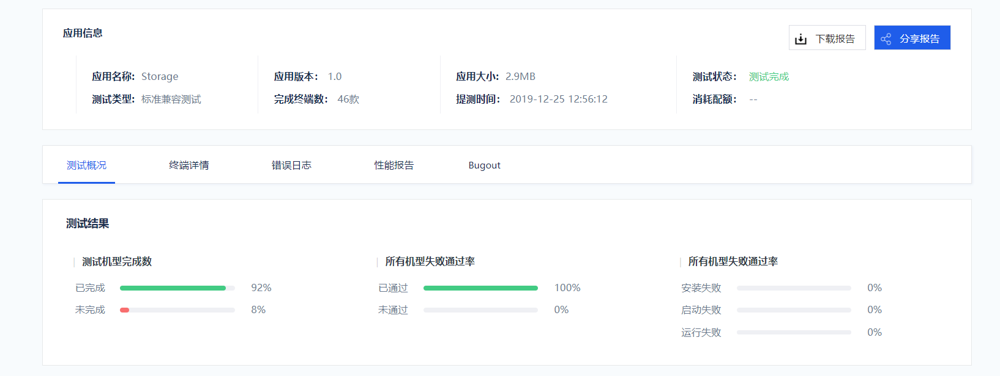 应用信息
下载报告 分享报告
应用名称: Storage 应用版本: 1.0 应用大小: 2.9MB 测试状态: 测试完成
测试类型: 标准兼容测试 完成终端数: 46款 提测时间: 2019-12-25 12:56:12 消耗配额: --
测试概况 终端详情 错误日志 性能报告 Bugout
测试结果
测试机型完成数 所有机型失败通过率 所有机型失败通过率
已完成 92% 已通过 100% 安装失败 0%
未完成 8% 未通过 0% 启动失败 0%
运行失败 0%